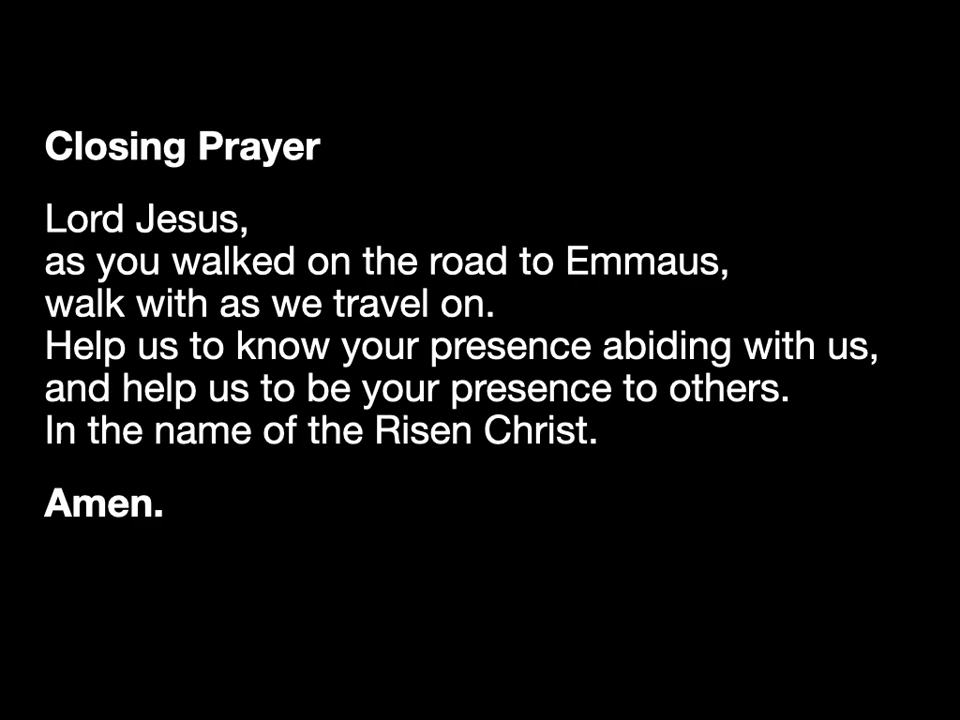 Closing Prayer
Lord Jesus,
as you walked on the road to Emmaus,
walk with as we travel on.
Help us to know your presence abiding with us,
and help us to be your presence to others.
In the name of the Risen Christ.
Amen.